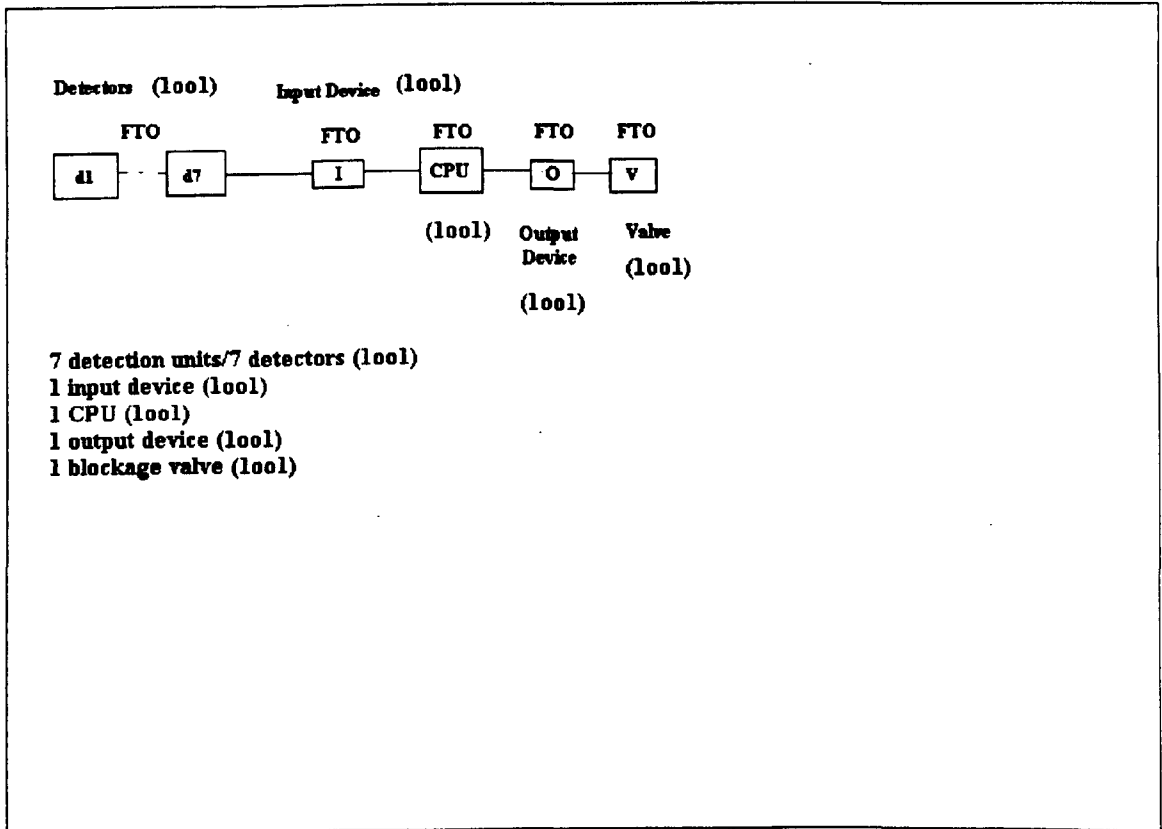 Detectors (1oo1) Input Device (1oo1)
FTO FTO FTO FTO FTO
d1 d7 I CPU O V
(1oo1) Output Device (1oo1) Valve (1oo1)
7 detection units/7 detectors (1oo1)
1 input device (1oo1)
1 CPU (1oo1)
1 output device (1oo1)
1 blockage valve (1oo1)